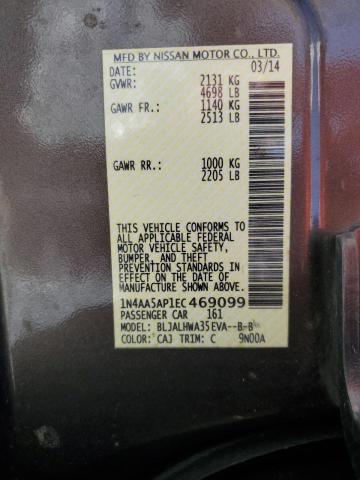 MFD BY NISSAN MOTOR CO., LTD.
DATE: 03/14
GVWR: 2131 KG
4698 LB
GAWR FR.: 1140 KG
2513 LB
GAWR RR.: 1000 KG
2205 LB
THIS VEHICLE CONFORMS TO
ALL APPLICABLE FEDERAL
MOTOR VEHICLE SAFETY,
BUMPER, AND THEFT
PREVENTION STANDARDS IN
EFFECT ON THE DATE OF
MANUFACTURE SHOWN ABOVE.
1N4AA5AP1EC469099
PASSENGER CAR 161
MODEL: BLJALHWA35EVA--B-B
COLOR: CAJ TRIM: C 9N00A